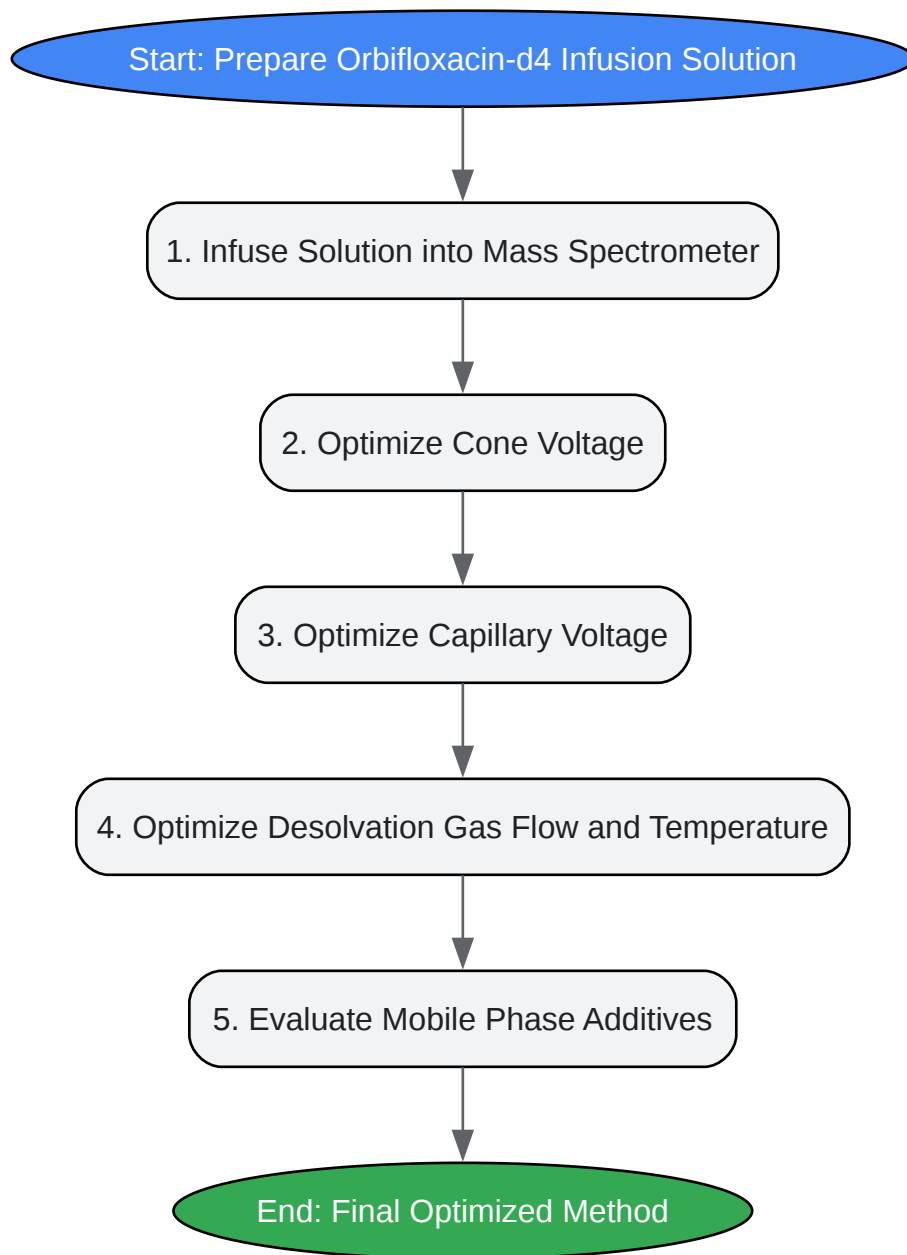 Start: Prepare Orbifloxacin-d4 Infusion Solution
1. Infuse Solution into Mass Spectrometer
2. Optimize Cone Voltage
3. Optimize Capillary Voltage
4. Optimize Desolvation Gas Flow and Temperature
5. Evaluate Mobile Phase Additives
End: Final Optimized Method